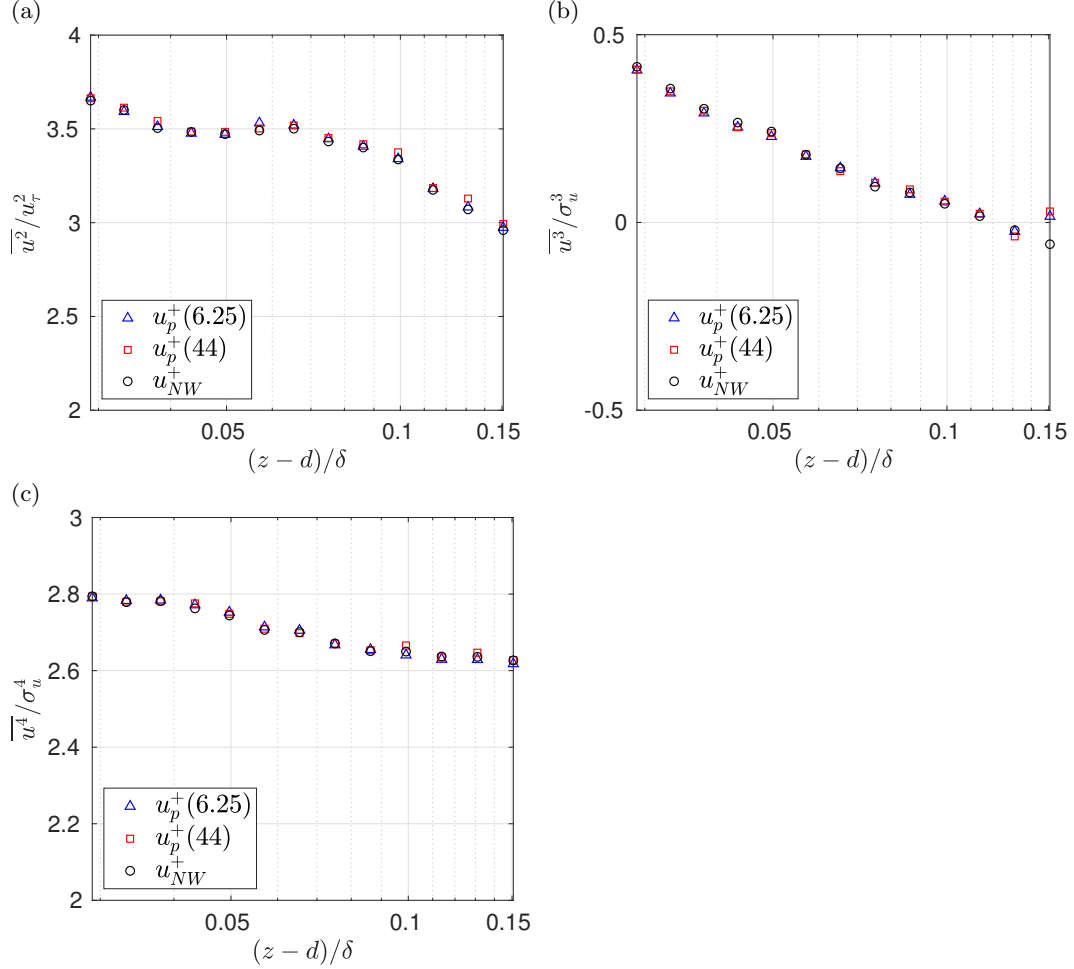 (a)
4
3.5
3
2.5
2
0.05
0.1
0.15
$\overline{u^2}/u_\tau^2$
$(z-d)/\delta$
$u_p^+(6.25)$
$u_p^+(44)$
$u_{NW}^+$
(b)
0.5
0
-0.5
0.05
0.1
0.15
$\overline{u^3}/\sigma_u^3$
$(z-d)/\delta$
$u_p^+(6.25)$
$u_p^+(44)$
$u_{NW}^+$
(c)
3
2.8
2.6
2.4
2.2
2
0.05
0.1
0.15
$\overline{u^4}/\sigma_u^4$
$(z-d)/\delta$
$u_p^+(6.25)$
$u_p^+(44)$
$u_{NW}^+$